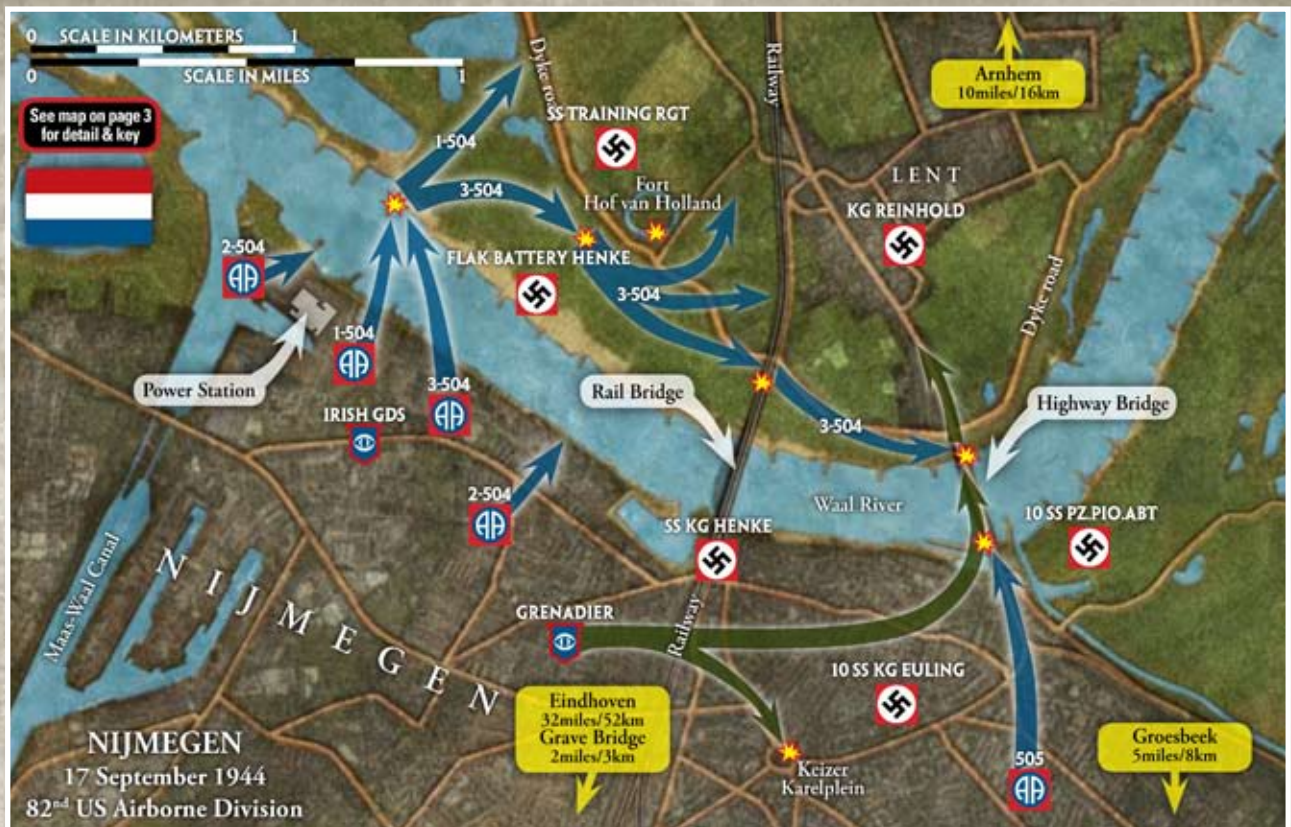 0 SCALE IN KILOMETERS 1
0 SCALE IN MILES 1
See map on page 3
for detail & key
Dyke road
Railway
Arnhem
10miles/16km
SS TRAINING RGT
1-504
3-504
Fort
Hof van Holland
LENT
KG REINHOLD
2-504
AA
FLAK BATTERY HENKE
3-504
Dyke road
1-504
AA
Power Station
3-504
AA
IRISH GDS
Rail Bridge
Highway Bridge
3-504
2-504
AA
Waal River
SS KG HENKE
10 SS PZ.PIO.ABT
Maas-Waal Canal
NIJMEGEN
GRENADIER
Railway
10 SS KG EULING
Eindhoven
32miles/52km
Grave Bridge
2miles/3km
Keizer
Karelplein
505
AA
Groesbeek
5miles/8km
NIJMEGEN
17 September 1944
82nd US Airborne Division